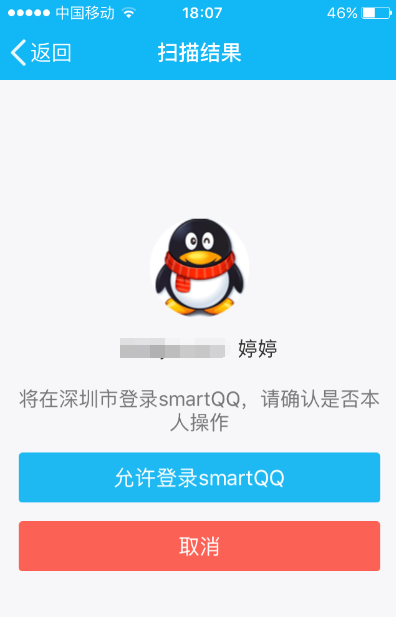 中国移动 18:07 46%
返回 扫描结果
婷婷
将在深圳市登录smartQQ，请确认是否本
人操作
允许登录smartQQ
取消